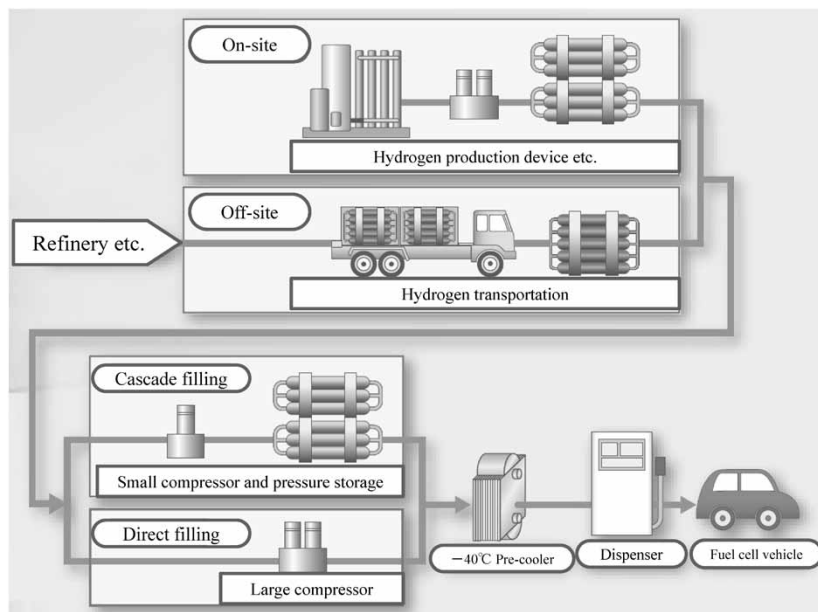 On-site
Hydrogen production device etc.
Off-site
Refinery etc.
Hydrogen transportation
Cascade filling
Small compressor and pressure storage
Direct filling
Large compressor
−40℃ Pre-cooler
Dispenser
Fuel cell vehicle